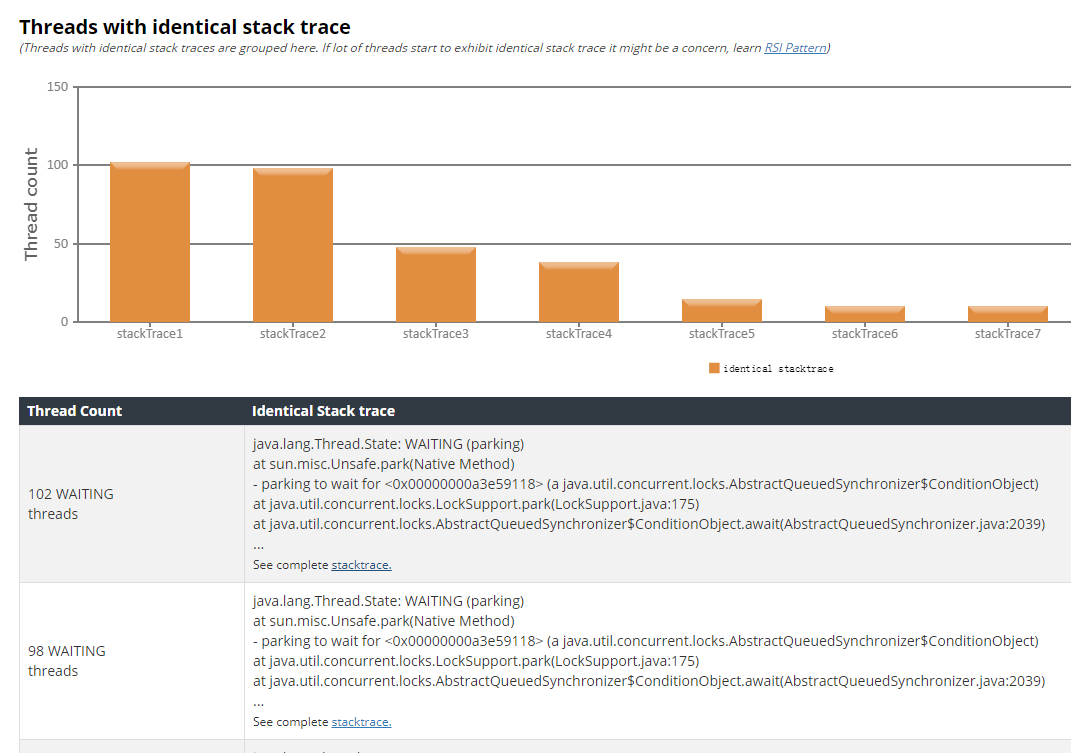 Threads with identical stack trace
(Threads with identical stack traces are grouped here. If lot of threads start to exhibit identical stack trace it might be a concern, learn RSI Pattern)
150
100
50
0
Thread count
stackTrace1 stackTrace2 stackTrace3 stackTrace4 stackTrace5 stackTrace6 stackTrace7
identical stacktrace
Thread Count Identical Stack trace
102 WAITING
threads
java.lang.Thread.State: WAITING (parking)
at sun.misc.Unsafe.park(Native Method)
- parking to wait for <0x00000000a3e59118> (a java.util.concurrent.locks.AbstractQueuedSynchronizer$ConditionObject)
at java.util.concurrent.locks.LockSupport.park(LockSupport.java:175)
at java.util.concurrent.locks.AbstractQueuedSynchronizer$ConditionObject.await(AbstractQueuedSynchronizer.java:2039)
...
See complete stacktrace.
98 WAITING
threads
java.lang.Thread.State: WAITING (parking)
at sun.misc.Unsafe.park(Native Method)
- parking to wait for <0x00000000a3e59118> (a java.util.concurrent.locks.AbstractQueuedSynchronizer$ConditionObject)
at java.util.concurrent.locks.LockSupport.park(LockSupport.java:175)
at java.util.concurrent.locks.AbstractQueuedSynchronizer$ConditionObject.await(AbstractQueuedSynchronizer.java:2039)
...
See complete stacktrace.